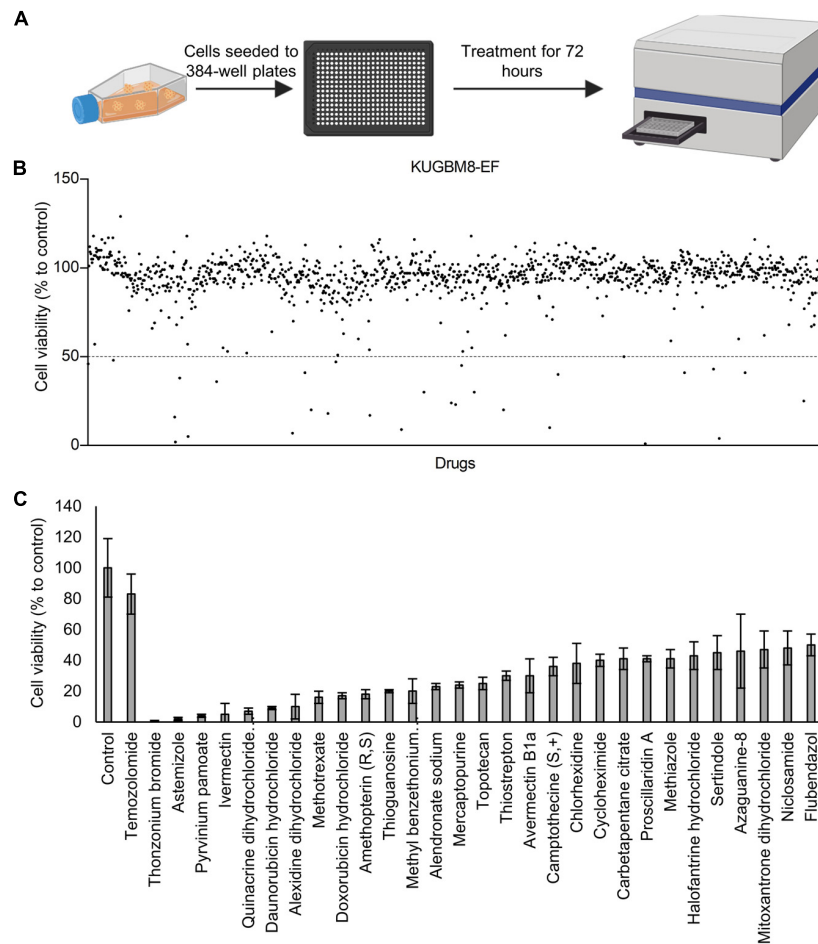 A
Cells seeded to
384-well plates
Treatment for 72
hours
B
KUGBM8-EF
Cell viability (% to control)
150
100
50
0
Drugs
C
Cell viability (% to control)
140
120
100
80
60
40
20
0
Control
Temozolomide
Thonzonium bromide
Astemizole
Pyrvinium pamoate
Ivermectin
Quinacrine dihydrochloride...
Daunorubicin hydrochloride
Alexidine dihydrochloride
Methotrexate
Doxorubicin hydrochloride
Amethopterin (R,S)
Thioguanosine
Methyl benzethonium...
Alendronate sodium
Mercaptopurine
Topotecan
Thiostrepton
Avermectin B1a
Camptothecine (S,+)
Chlorhexidine
Cycloheximide
Carbetapentane citrate
Proscillaridin A
Methiazole
Halofantrine hydrochloride
Sertindole
Azaguanine-8
Mitoxantrone dihydrochloride
Niclosamide
Flubendazol